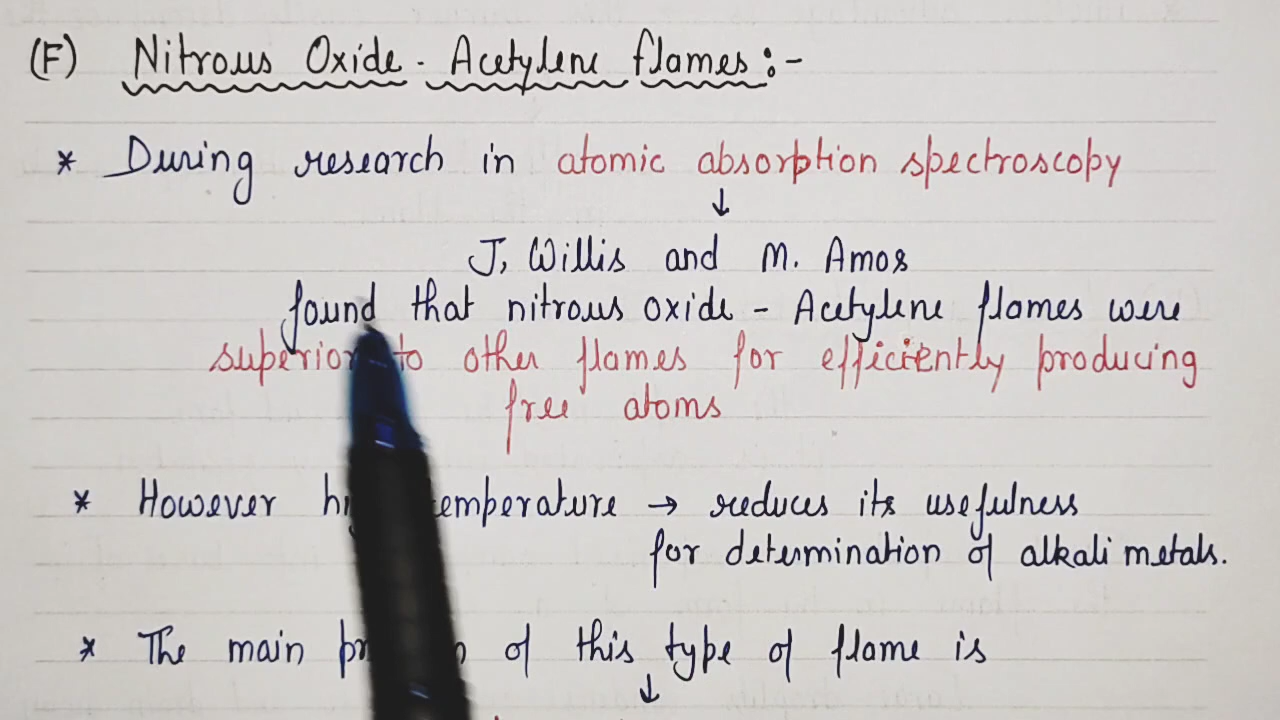 (F) Nitrous Oxide - Acetylene flames :-
* During research in atomic absorption spectroscopy
↓
J, Willis and M. Amos
found that nitrous oxide - Acetylene flames were
superior to other flames for efficiently producing
free atoms
* However temperature → reduces its usefulness
for determination of alkali metals.
* The main of this type of flame is
↓